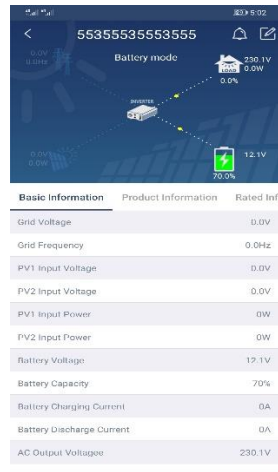 5:02
55355535553555
0.0V
0.0Hz
Battery mode
230.1V
0.0W
LOAD
0.0%
INVERTER
0.0V
0.0W
12.1V
70.0%
Basic Information Product Information Rated Inf
Grid Voltage 0.0V
Grid Frequency 0.0Hz
PV1 Input Voltage 0.0V
PV2 Input Voltage 0.0V
PV1 Input Power 0W
PV2 Input Power 0W
Battery Voltage 12.1V
Battery Capacity 70%
Battery Charging Current 0A
Battery Discharge Current 0A
AC Output Voltagee 230.1V